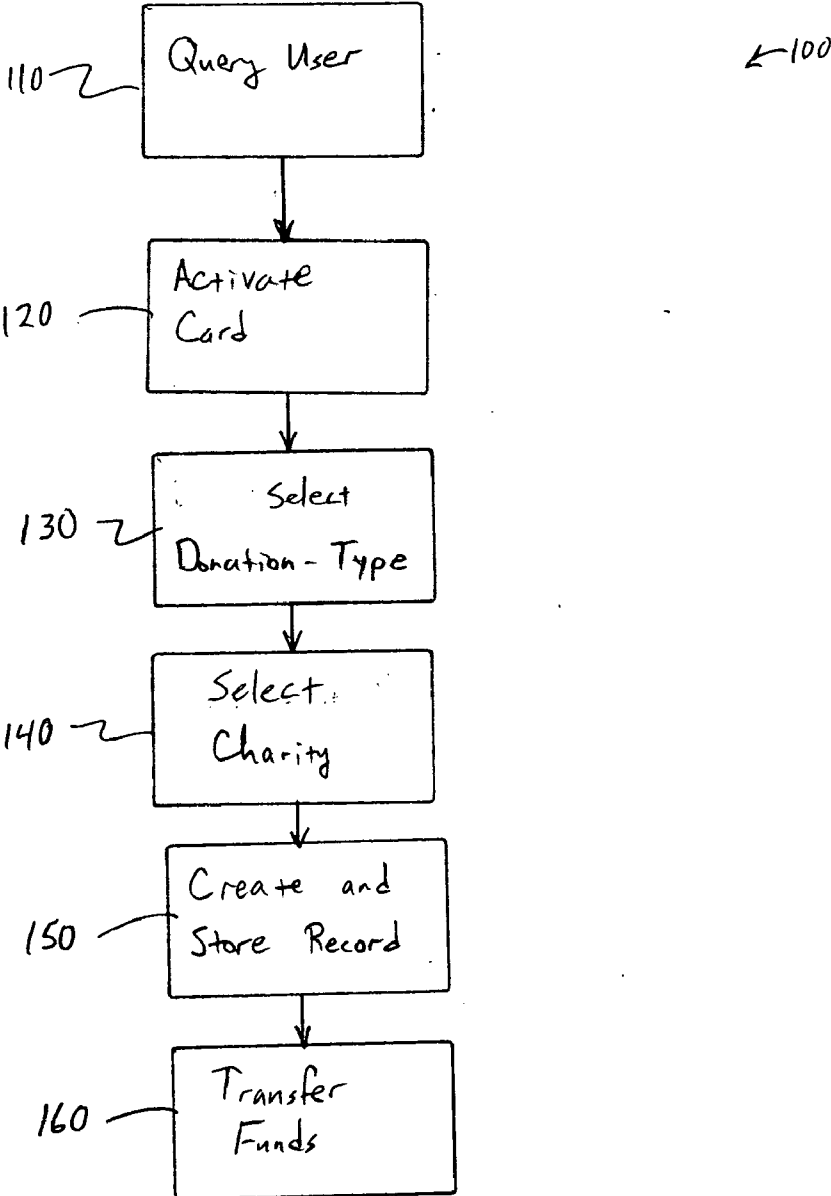 100
110
Query User
120
Activate
Card
130
Select
Donation-Type
140
Select
Charity
150
Create and
Store Record
160
Transfer
Funds